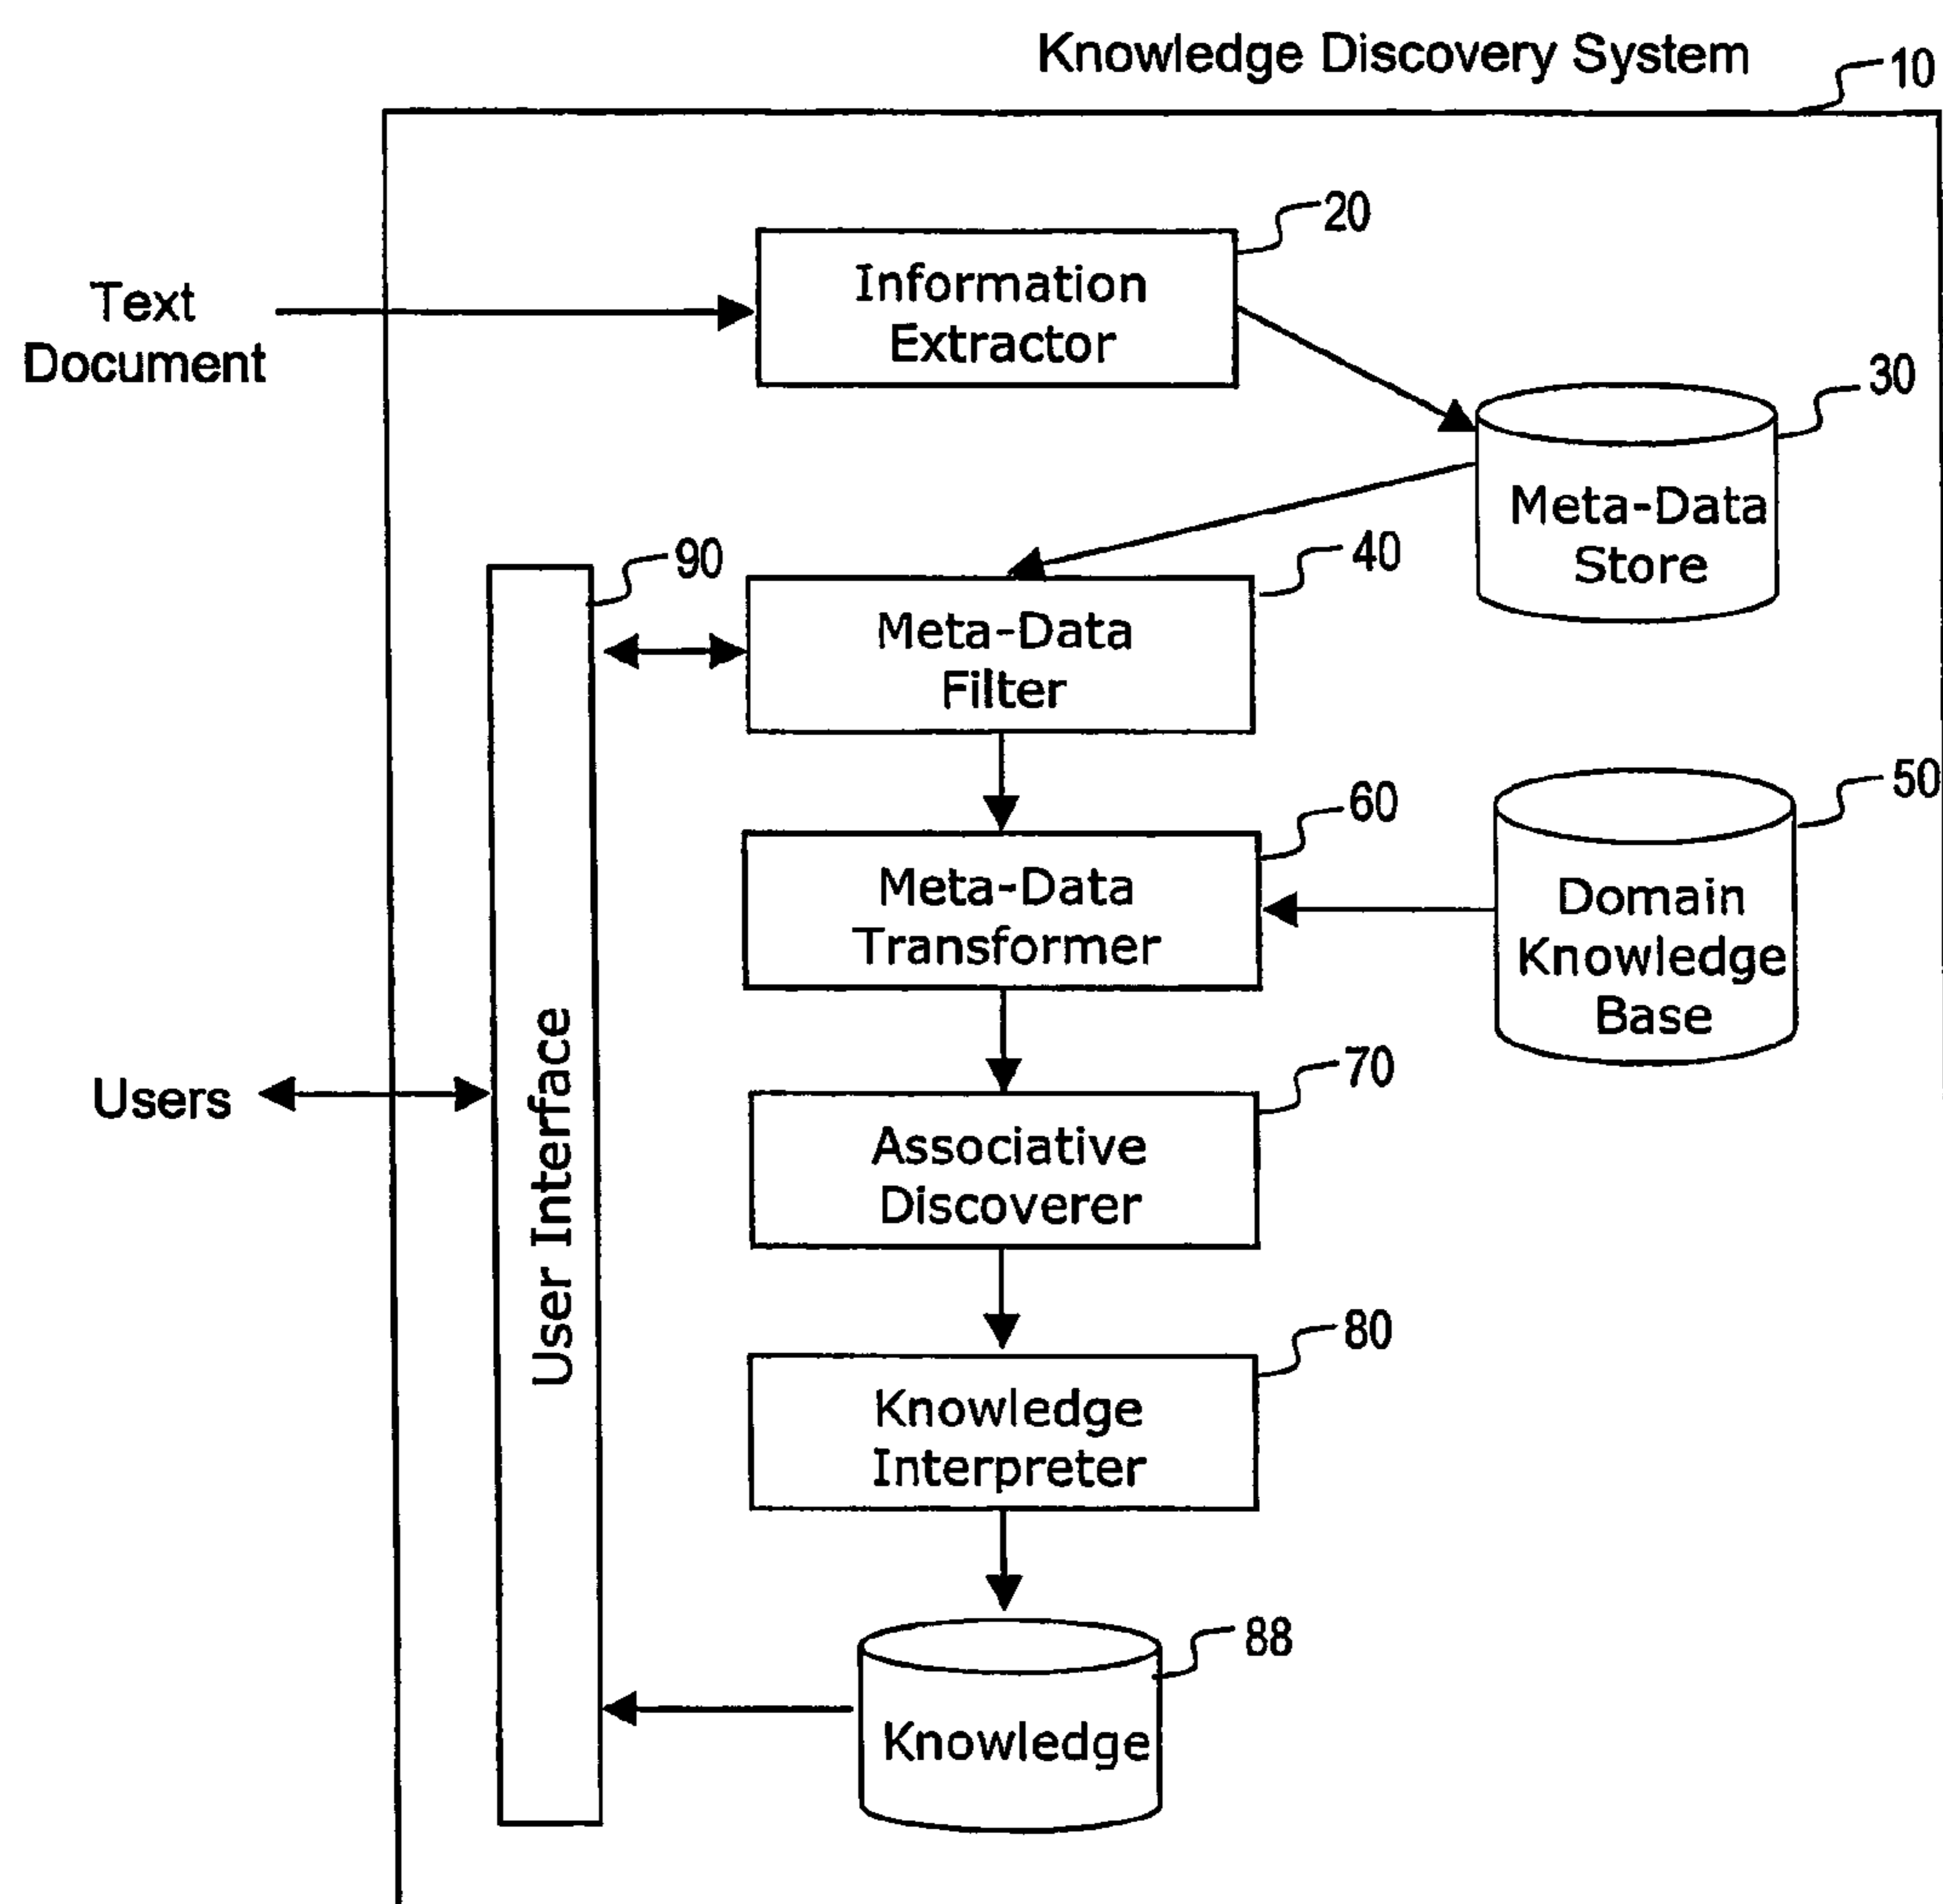 Knowledge Discovery System
10
20
Information
Extractor
Text
Document
30
Meta-Data
Store
90
40
Meta-Data
Filter
50
60
Meta-Data
Transformer
Domain
Knowledge
Base
User Interface
Users
70
Associative
Discoverer
80
Knowledge
Interpreter
88
Knowledge